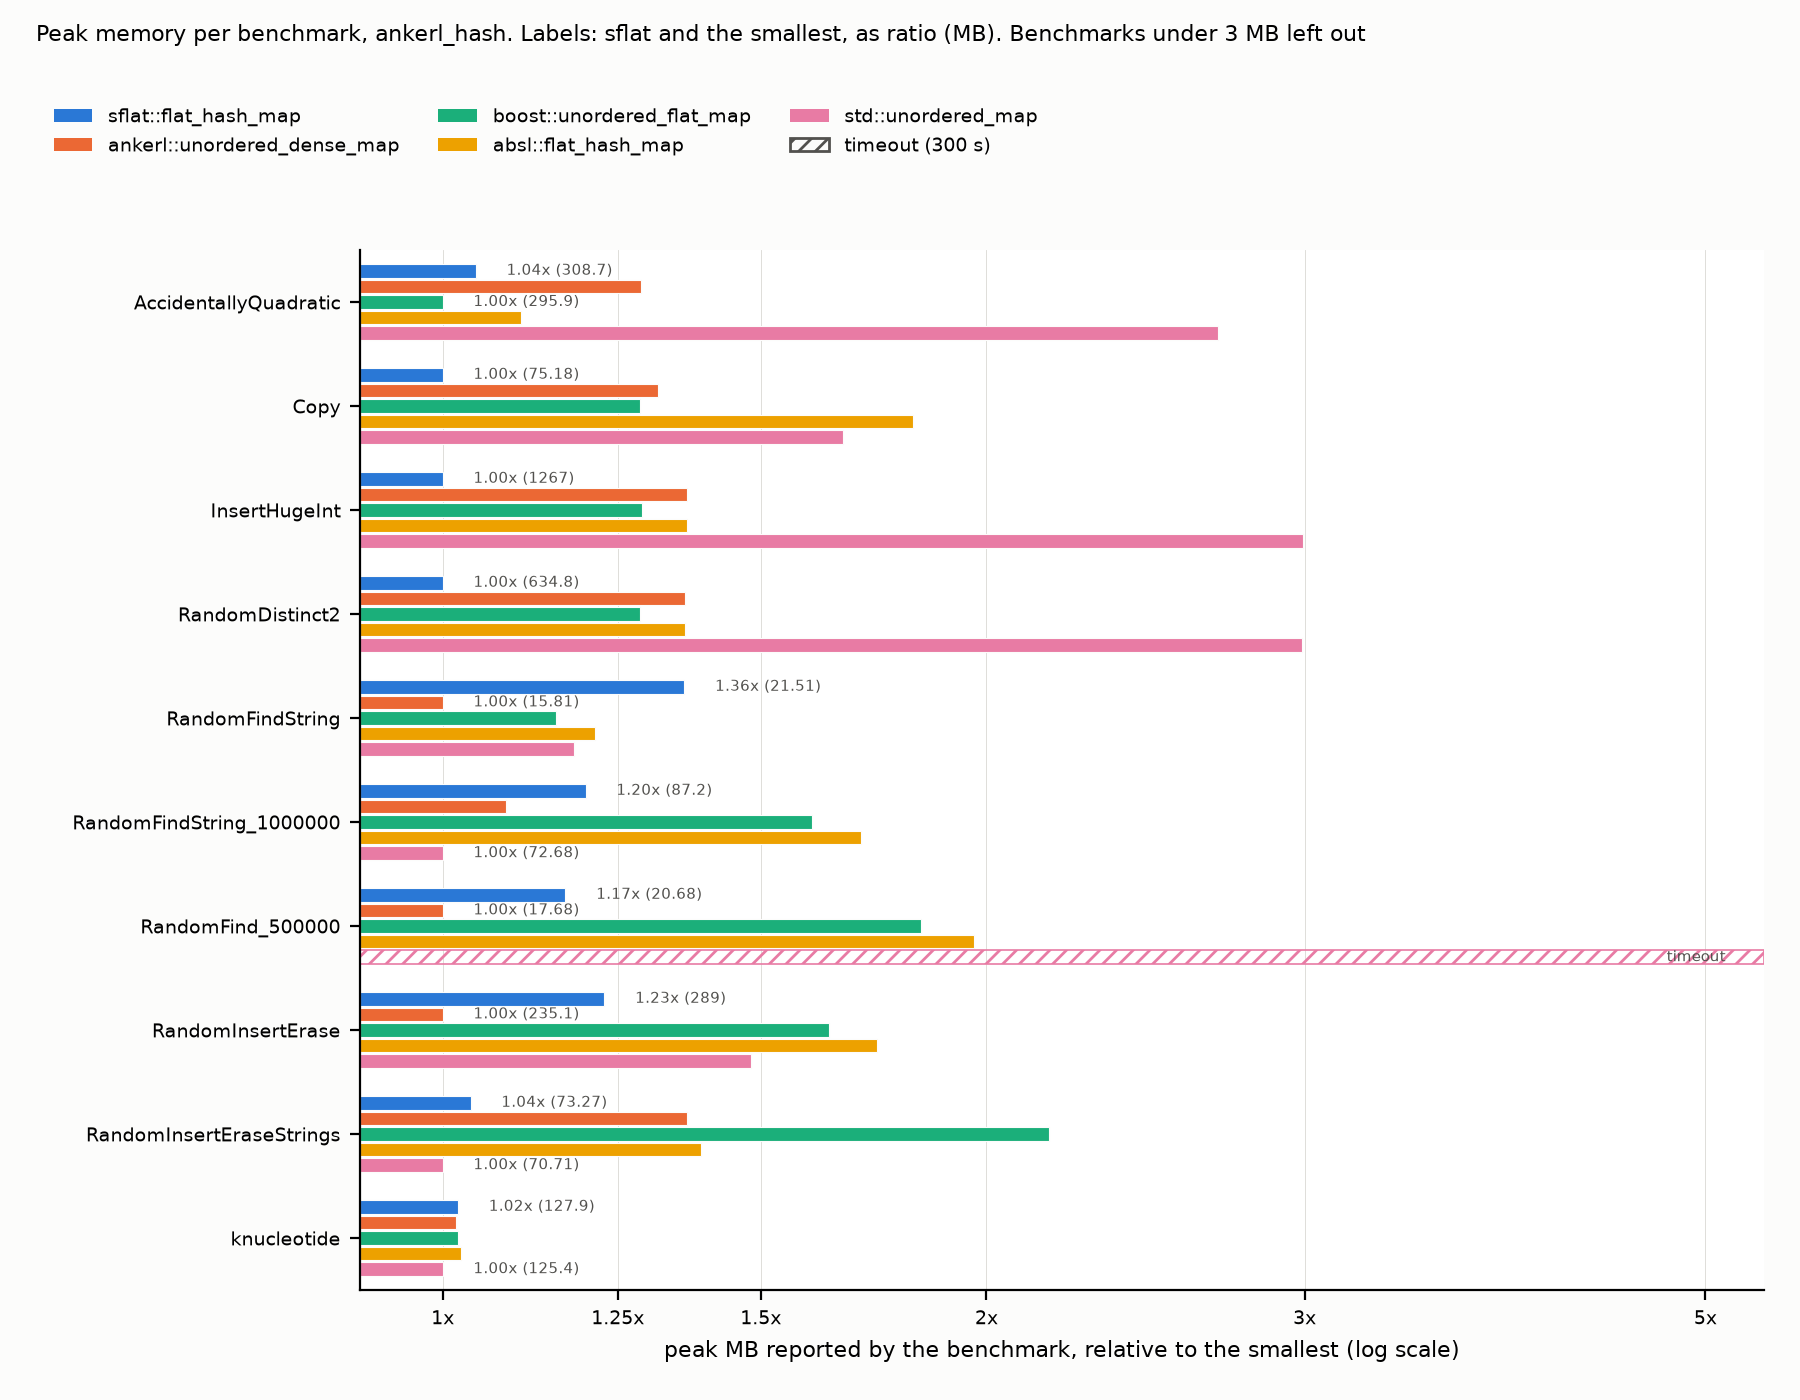 Peak memory per benchmark, ankerl_hash. Labels: sflat and the smallest, as ratio (MB). Benchmarks under 3 MB left out
sflat::flat_hash_map
ankerl::unordered_dense_map
boost::unordered_flat_map
absl::flat_hash_map
std::unordered_map
timeout (300 s)
AccidentallyQuadratic
1.04x (308.7)
1.00x (295.9)
Copy
1.00x (75.18)
InsertHugeInt
1.00x (1267)
RandomDistinct2
1.00x (634.8)
RandomFindString
1.36x (21.51)
1.00x (15.81)
RandomFindString_1000000
1.20x (87.2)
1.00x (72.68)
RandomFind_500000
1.17x (20.68)
1.00x (17.68)
timeout
RandomInsertErase
1.23x (289)
1.00x (235.1)
RandomInsertEraseStrings
1.04x (73.27)
1.00x (70.71)
knucleotide
1.02x (127.9)
1.00x (125.4)
1x 1.25x 1.5x 2x 3x 5x
peak MB reported by the benchmark, relative to the smallest (log scale)